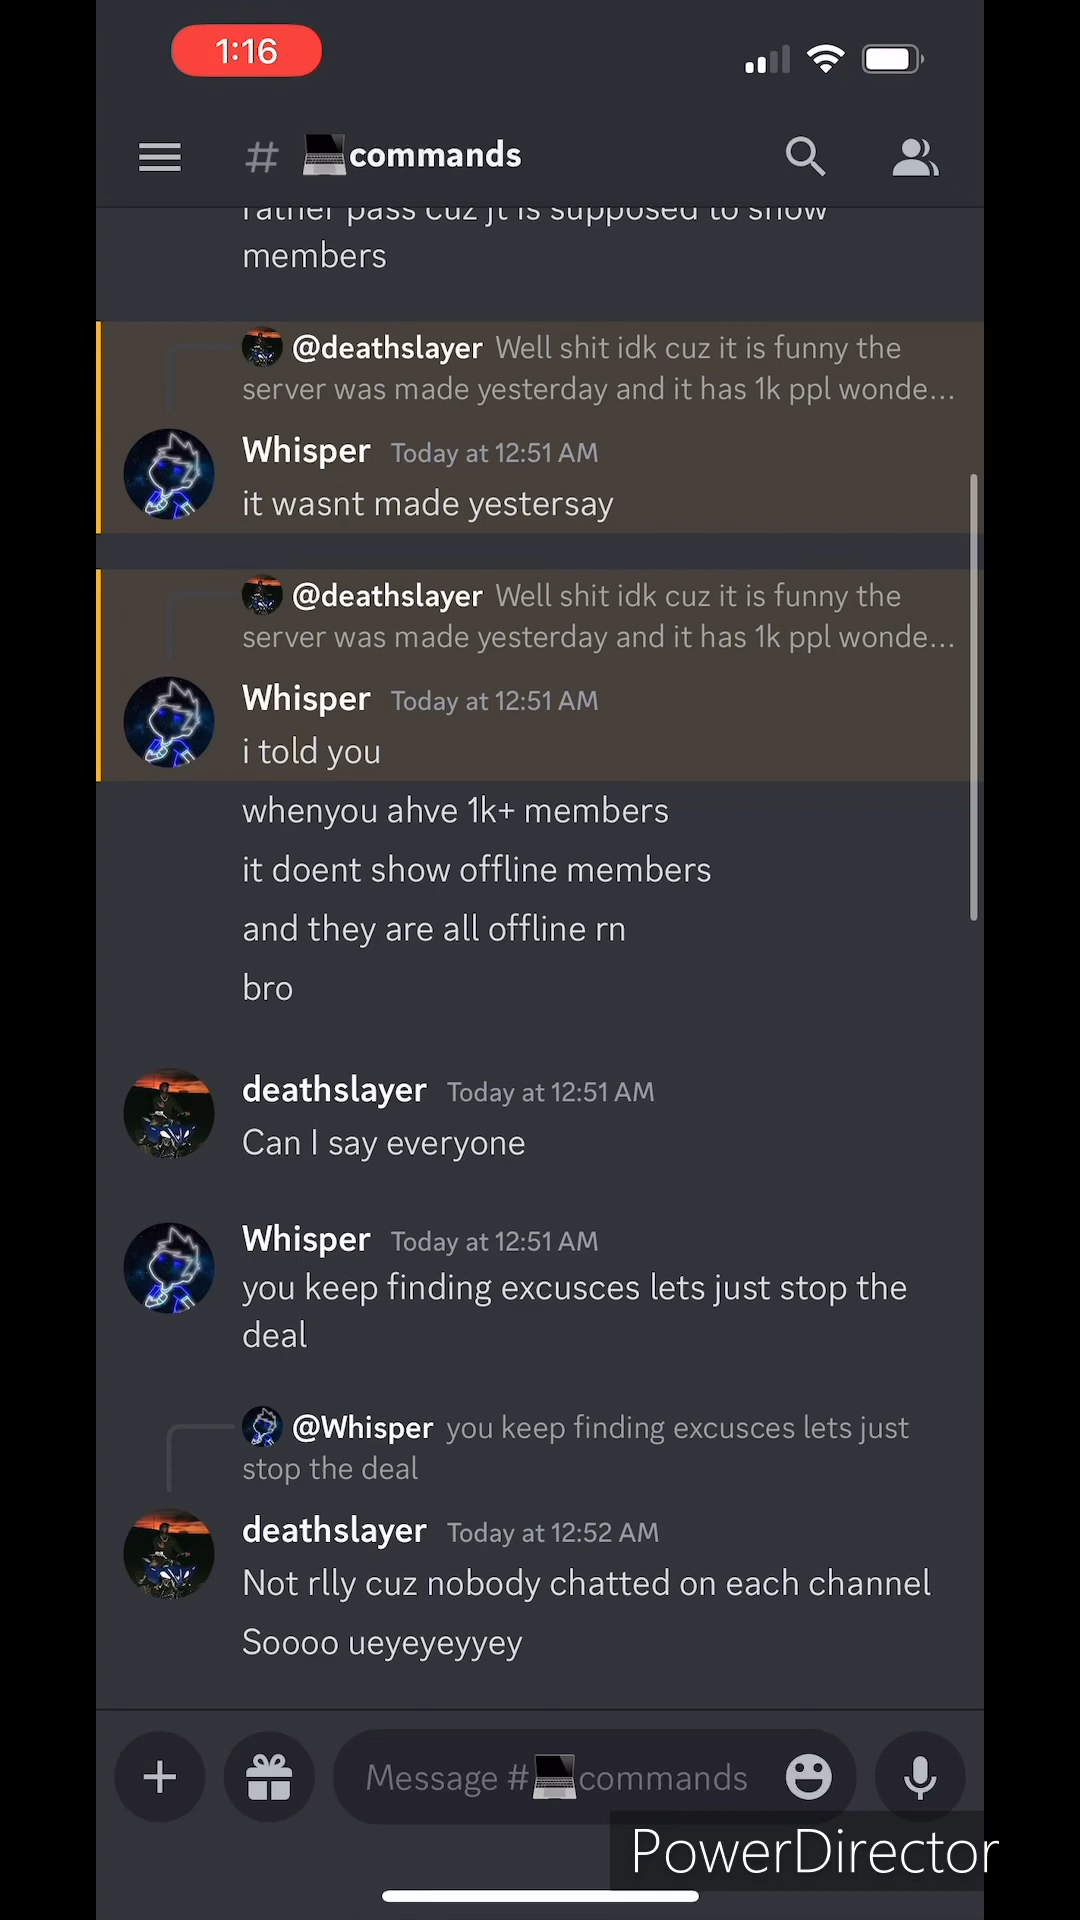 1:16
# 💻commands
rather pass cuz jt is supposed to show
members
@deathslayer Well shit idk cuz it is funny the
server was made yesterday and it has 1k ppl wonde...
Whisper Today at 12:51 AM
it wasnt made yestersay
@deathslayer Well shit idk cuz it is funny the
server was made yesterday and it has 1k ppl wonde...
Whisper Today at 12:51 AM
i told you
whenyou ahve 1k+ members
it doent show offline members
and they are all offline rn
bro
deathslayer Today at 12:51 AM
Can I say everyone
Whisper Today at 12:51 AM
you keep finding excusces lets just stop the
deal
@Whisper you keep finding excusces lets just
stop the deal
deathslayer Today at 12:52 AM
Not rlly cuz nobody chatted on each channel
Soooo ueyeyeyyey
Message #💻commands
PowerDirector